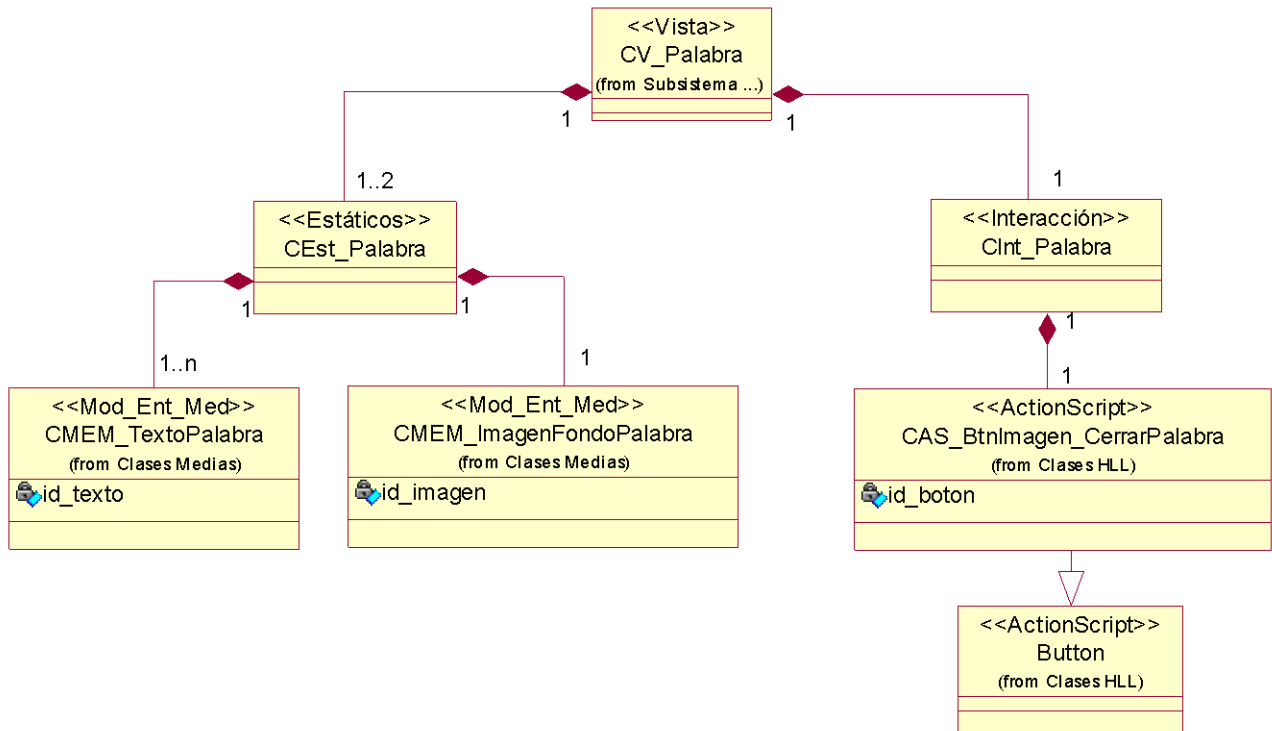 <<Vista>>
CV_Palabra
(from Subsistema ...)
1
1
1..2
1
<<Estáticos>>
CEst_Palabra
<<Interacción>>
CInt_Palabra
1
1
1
1..n
1
1
<<Mod_Ent_Med>>
CMEM_TextoPalabra
(from Clases Medias)
id_texto
<<Mod_Ent_Med>>
CMEM_ImagenFondoPalabra
(from Clases Medias)
id_imagen
<<ActionScript>>
CAS_BtnImagen_CerrarPalabra
(from Clases HLL)
id_boton
<<ActionScript>>
Button
(from Clases HLL)